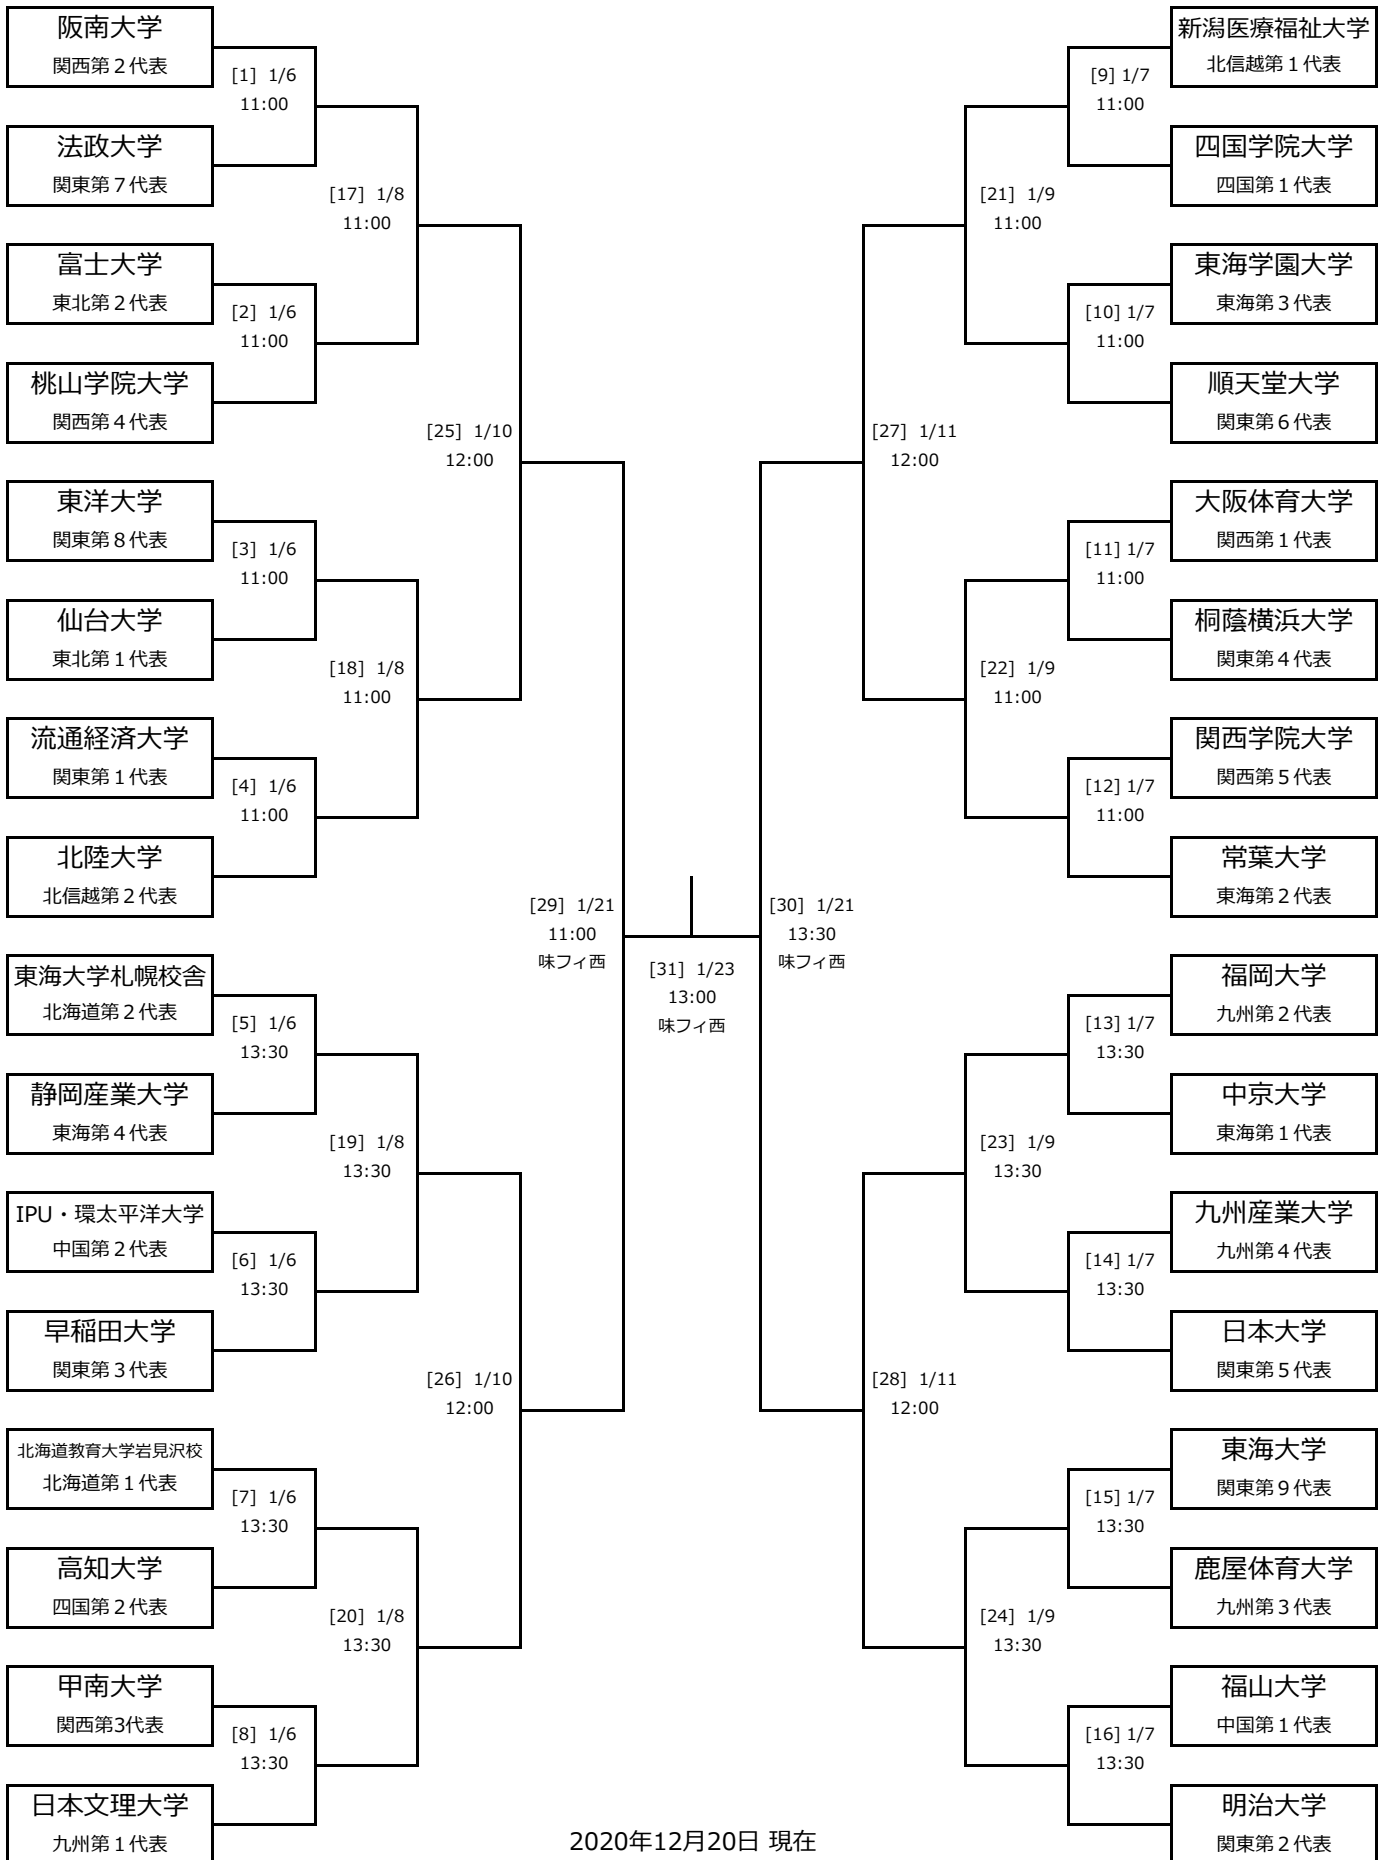 阪南大学
関西第２代表
法政大学
関東第７代表
富士大学
東北第２代表
桃山学院大学
関西第４代表
東洋大学
関東第８代表
仙台大学
東北第１代表
流通経済大学
関東第１代表
北陸大学
北信越第２代表
東海大学札幌校舎
北海道第２代表
静岡産業大学
東海第４代表
IPU・環太平洋大学
中国第２代表
早稲田大学
関東第３代表
北海道教育大学岩見沢校
北海道第１代表
高知大学
四国第２代表
甲南大学
関西第3代表
日本文理大学
九州第１代表
[1] 1/6
11:00
[2] 1/6
11:00
[3] 1/6
11:00
[4] 1/6
11:00
[5] 1/6
13:30
[6] 1/6
13:30
[7] 1/6
13:30
[8] 1/6
13:30
[17] 1/8
11:00
[18] 1/8
11:00
[19] 1/8
13:30
[20] 1/8
13:30
[25] 1/10
12:00
[26] 1/10
12:00
[29] 1/21
11:00
味フィ西
[31] 1/23
13:00
味フィ西
[30] 1/21
13:30
味フィ西
[27] 1/11
12:00
[28] 1/11
12:00
[21] 1/9
11:00
[22] 1/9
11:00
[23] 1/9
13:30
[24] 1/9
13:30
[9] 1/7
11:00
[10] 1/7
11:00
[11] 1/7
11:00
[12] 1/7
11:00
[13] 1/7
13:30
[14] 1/7
13:30
[15] 1/7
13:30
[16] 1/7
13:30
新潟医療福祉大学
北信越第１代表
四国学院大学
四国第１代表
東海学園大学
東海第３代表
順天堂大学
関東第６代表
大阪体育大学
関西第１代表
桐蔭横浜大学
関東第４代表
関西学院大学
関西第５代表
常葉大学
東海第２代表
福岡大学
九州第２代表
中京大学
東海第１代表
九州産業大学
九州第４代表
日本大学
関東第５代表
東海大学
関東第９代表
鹿屋体育大学
九州第３代表
福山大学
中国第１代表
明治大学
関東第２代表
2020年12月20日 現在